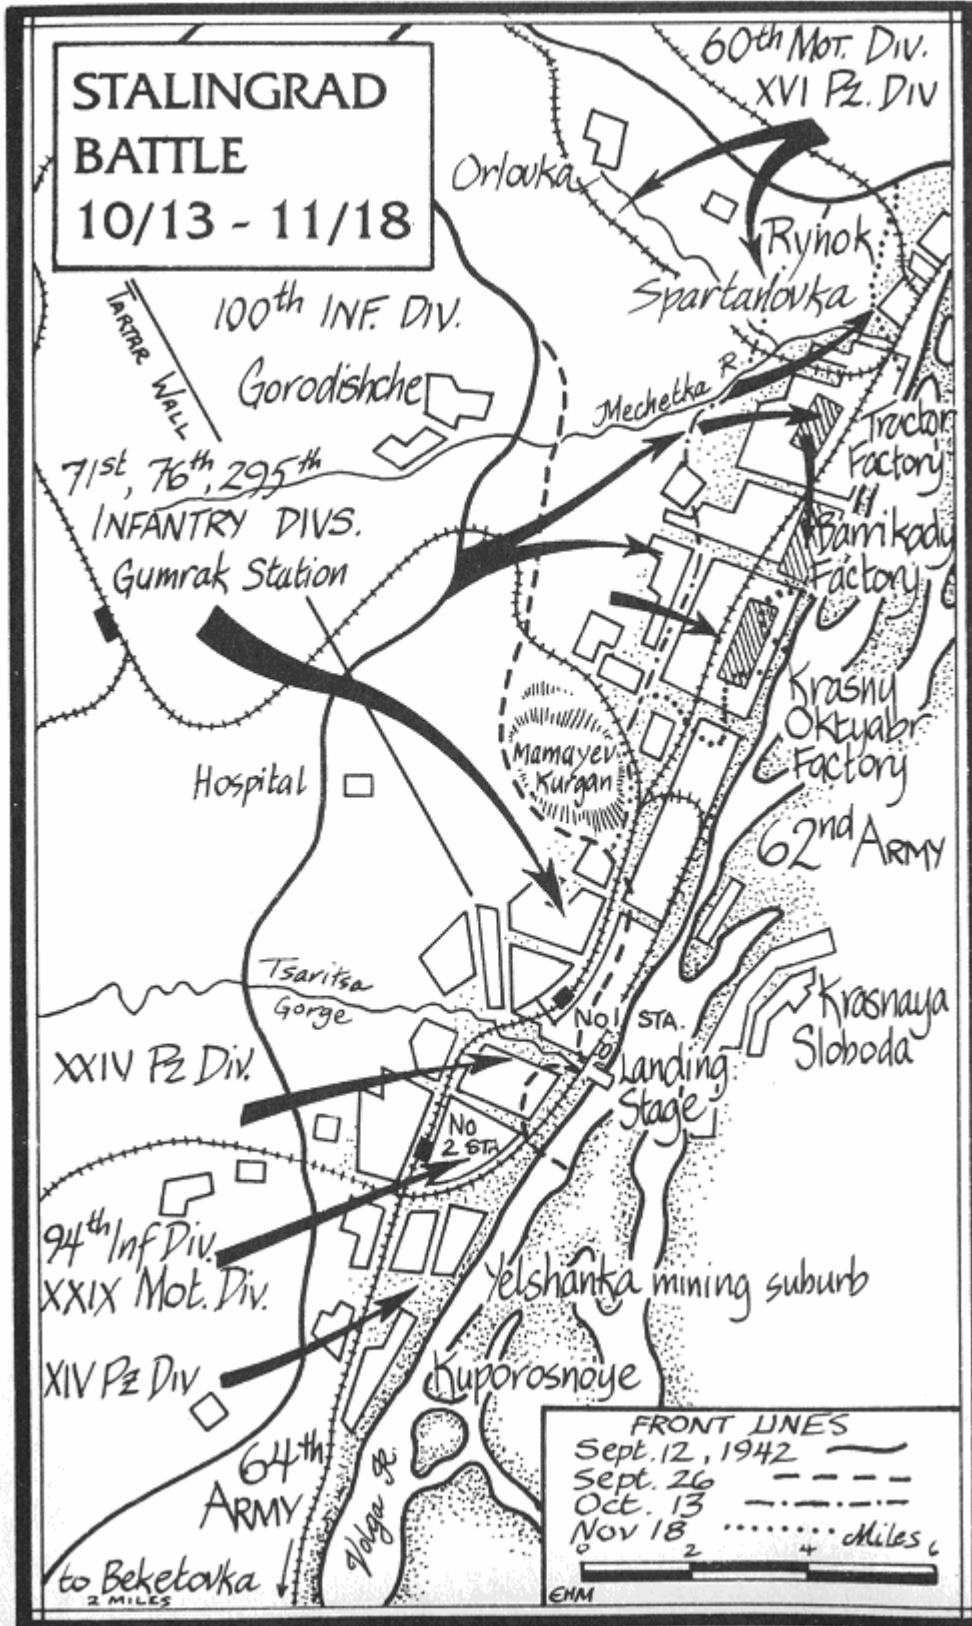 STALINGRAD
BATTLE
10/13 - 11/18
60th MOT. DIV.
XVI PZ. DIV
Orlovka
Rynok
Spartanovka
TARTAR WALL
100th INF. DIV.
Gorodishche
Mechetka R.
71st, 76th, 295th
INFANTRY DIVS.
Gumrak Station
Tractor
Factory
Barrikady
Factory
Krasny
Oktyabr
Factory
Mamayev
Kurgan
Hospital
62nd ARMY
Tsaritsa
Gorge
No 1 STA.
Krasnaya
Sloboda
XXIV PZ Div.
Landing
Stage
No
2 STA
94th Inf Div.
XXIX Mot. Div.
Yelshanka mining suburb
XIV PZ Div
Kuporosnoye
64th
ARMY
Volga R.
to Beketovka
2 MILES
FRONT LINES
Sept. 12, 1942
Sept. 26
Oct. 13
Nov 18
Miles
0 2 4 6
EHM